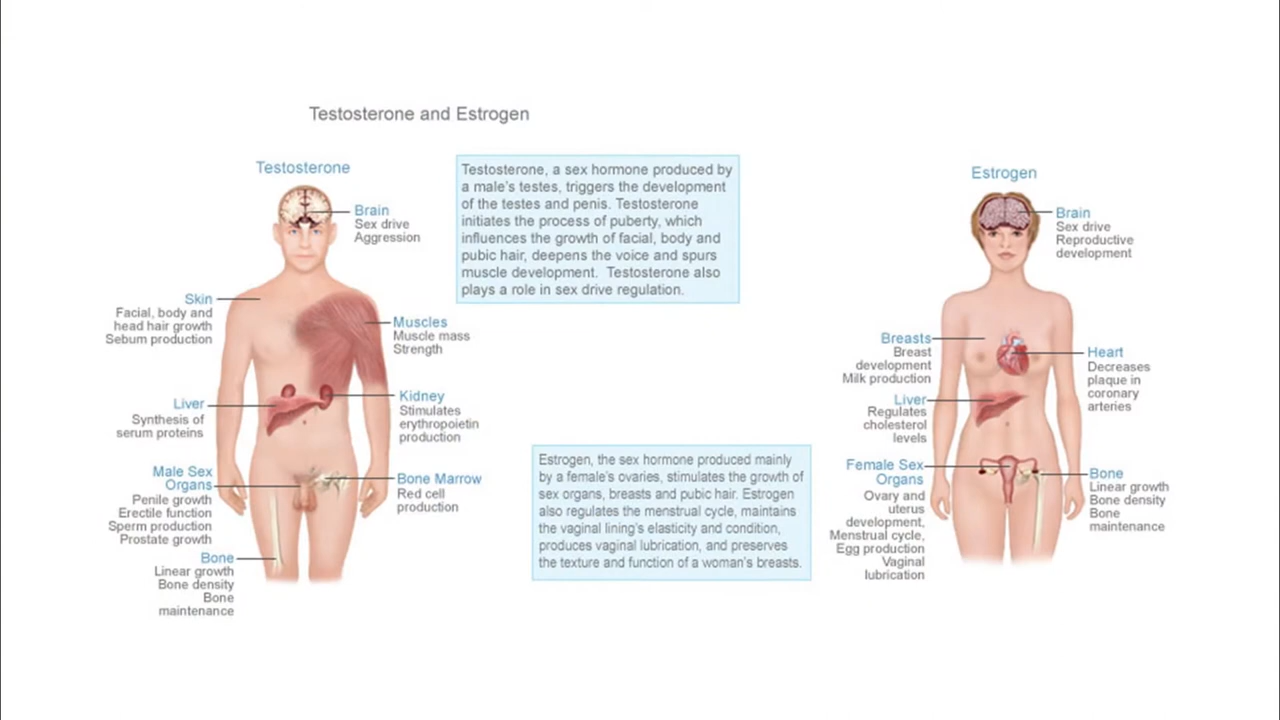 Testosterone and Estrogen
Testosterone
Brain
Sex drive
Aggression
Skin
Facial, body and
head hair growth
Sebum production
Muscles
Muscle mass
Strength
Liver
Synthesis of
serum proteins
Kidney
Stimulates
erythropoietin
production
Male Sex
Organs
Penile growth
Erectile function
Sperm production
Prostate growth
Bone Marrow
Red cell
production
Bone
Linear growth
Bone density
Bone
maintenance
Testosterone, a sex hormone produced by
a male's testes, triggers the development
of the testes and penis. Testosterone
initiates the process of puberty, which
influences the growth of facial, body and
pubic hair, deepens the voice and spurs
muscle development. Testosterone also
plays a role in sex drive regulation.
Estrogen, the sex hormone produced mainly
by a female's ovaries, stimulates the growth of
sex organs, breasts and pubic hair. Estrogen
also regulates the menstrual cycle, maintains
the vaginal lining's elasticity and condition,
produces vaginal lubrication, and preserves
the texture and function of a woman's breasts.
Estrogen
Brain
Sex drive
Reproductive
development
Breasts
Breast
development
Milk production
Heart
Decreases
plaque in
coronary
arteries
Liver
Regulates
cholesterol
levels
Female Sex
Organs
Ovary and
uterus
development,
Menstrual cycle,
Egg production
Vaginal
lubrication
Bone
Linear growth
Bone density
Bone
maintenance